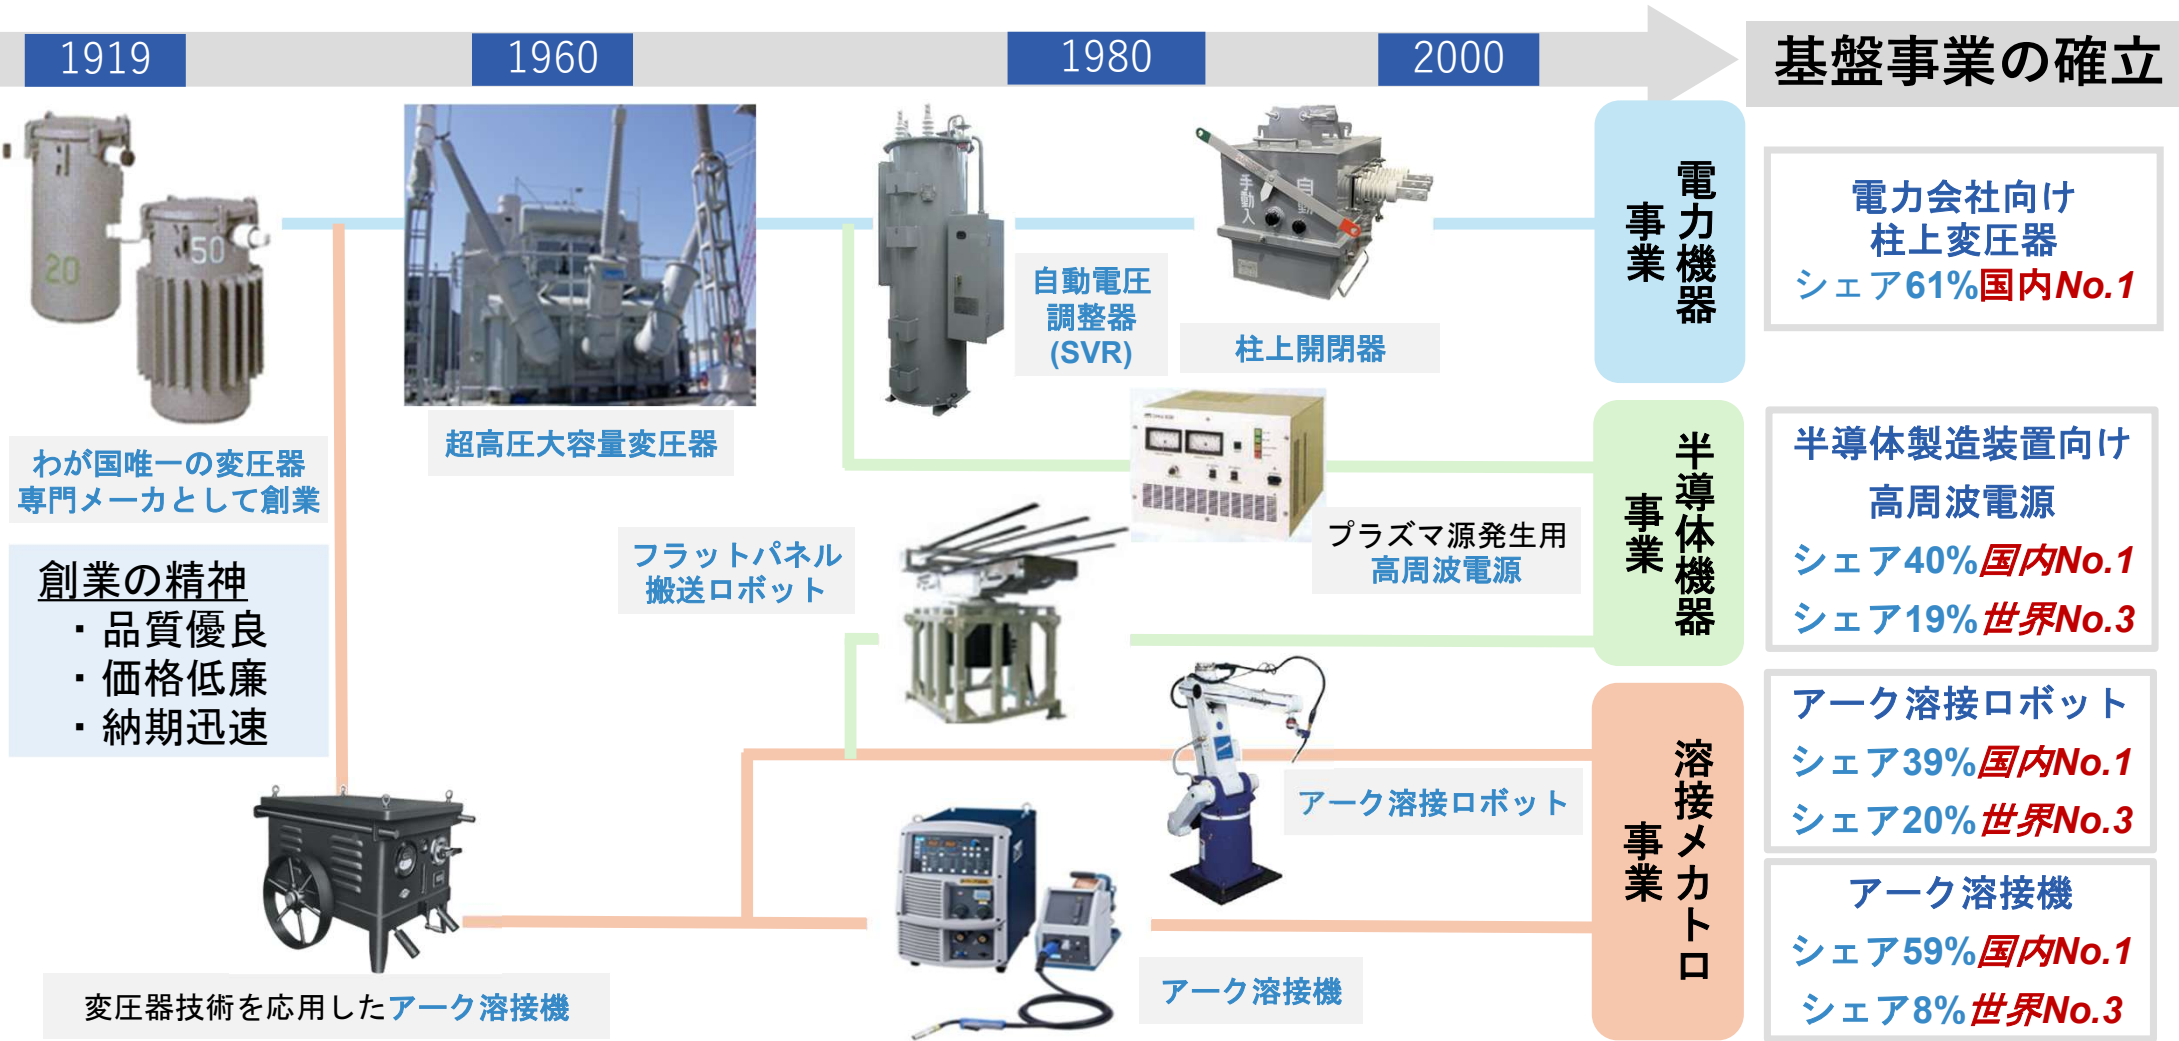 1919
1960
1980
2000
基盤事業の確立
20
50
手動入
自動
わが国唯一の変圧器
専門メーカとして創業
超高圧大容量変圧器
自動電圧
調整器
(SVR)
柱上開閉器
電力機器
事業
電力会社向け
柱上変圧器
シェア61%国内No.1
創業の精神
・品質優良
・価格低廉
・納期迅速
フラットパネル
搬送ロボット
プラズマ源発生用
高周波電源
半導体機器
事業
半導体製造装置向け
高周波電源
シェア40%国内No.1
シェア19%世界No.3
変圧器技術を応用したアーク溶接機
アーク溶接ロボット
アーク溶接機
溶接メカトロ
事業
アーク溶接ロボット
シェア39%国内No.1
シェア20%世界No.3
アーク溶接機
シェア59%国内No.1
シェア8%世界No.3